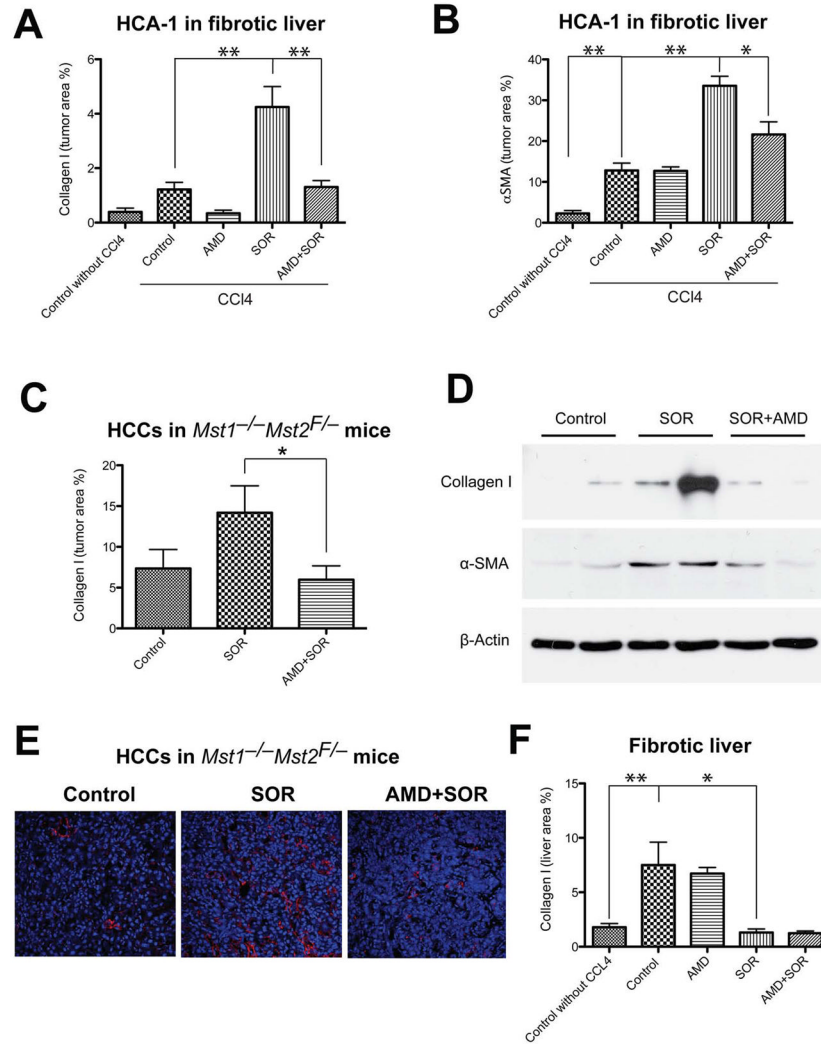 A
HCA-1 in fibrotic liver
**
**
Collagen I (tumor area %)
6
4
2
0
Control without CCl4
Control
AMD
SOR
AMD+SOR
CCl4
B
HCA-1 in fibrotic liver
**
**
*
αSMA (tumor area %)
40
30
20
10
0
Control without CCl4
Control
AMD
SOR
AMD+SOR
CCl4
C
HCCs in Mst1–/–Mst2F/– mice
*
Collagen I (tumor area %)
20
15
10
5
0
Control
SOR
AMD+SOR
D
Control SOR SOR+AMD
Collagen I
α-SMA
β-Actin
E
HCCs in Mst1–/–Mst2F/– mice
Control SOR AMD+SOR
F
Fibrotic liver
**
*
Collagen I (liver area %)
15
10
5
0
Control without CCL4
Control
AMD
SOR
AMD+SOR